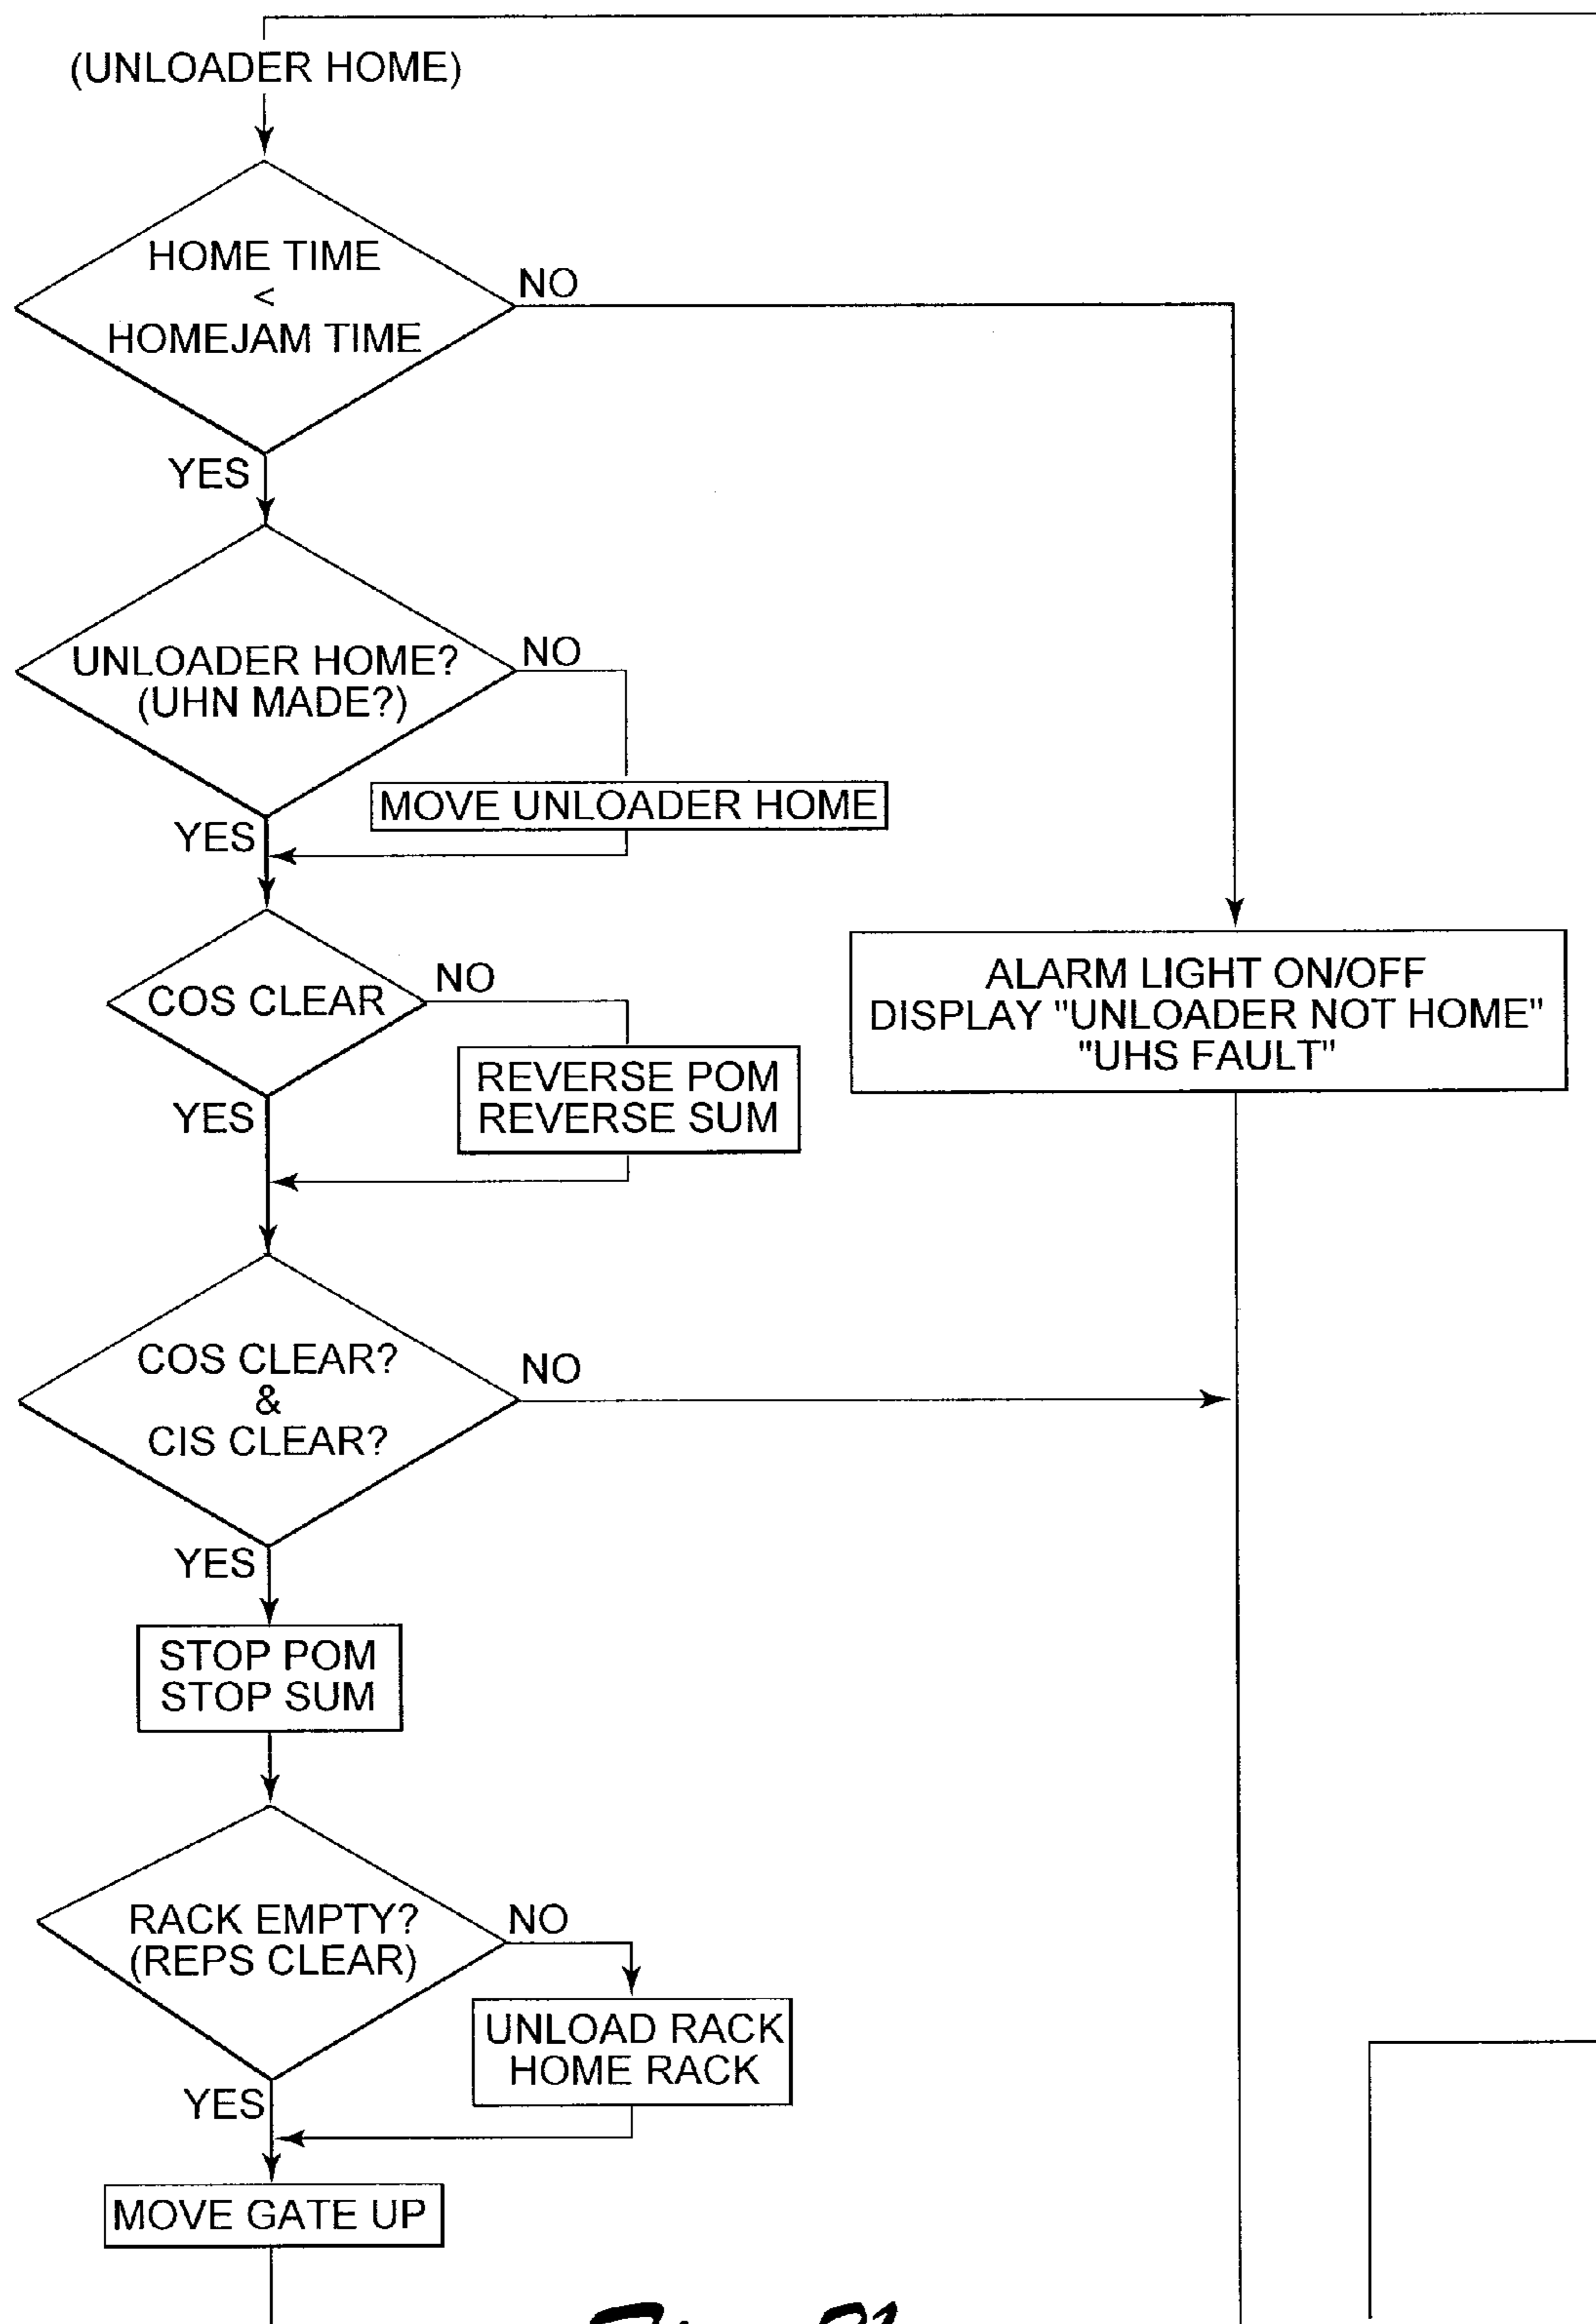 (UNLOADER HOME)
HOME TIME
<
HOMEJAM TIME
NO
YES
UNLOADER HOME?
(UHN MADE?)
NO
MOVE UNLOADER HOME
YES
COS CLEAR
NO
REVERSE POM
REVERSE SUM
YES
ALARM LIGHT ON/OFF
DISPLAY "UNLOADER NOT HOME"
"UHS FAULT"
COS CLEAR?
&
CIS CLEAR?
NO
YES
STOP POM
STOP SUM
RACK EMPTY?
(REPS CLEAR)
NO
UNLOAD RACK
HOME RACK
YES
MOVE GATE UP